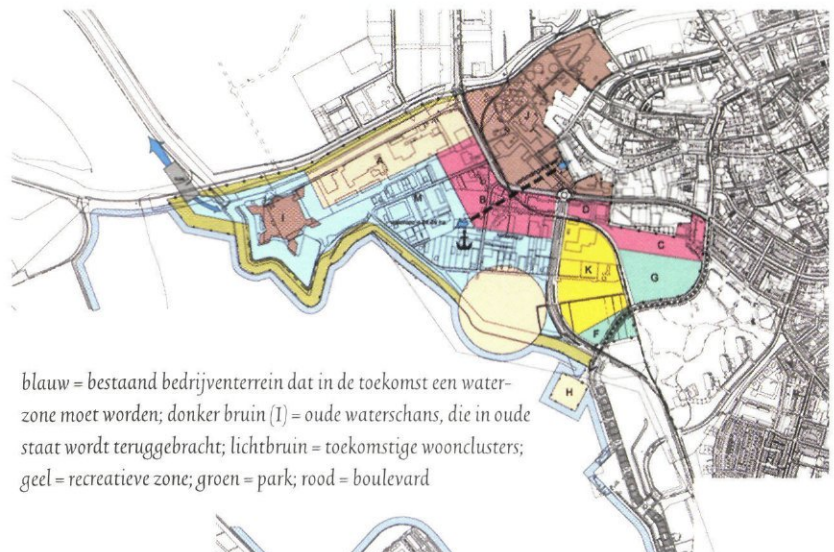 A
J
I
M
B
D
C
K
G
F
H
blauw = bestaand bedrijventerrein dat in de toekomst een water-
zone moet worden; donker bruin (I) = oude waterschans, die in oude
staat wordt teruggebracht; lichtbruin = toekomstige woonclusters;
geel = recreatieve zone; groen = park; rood = boulevard